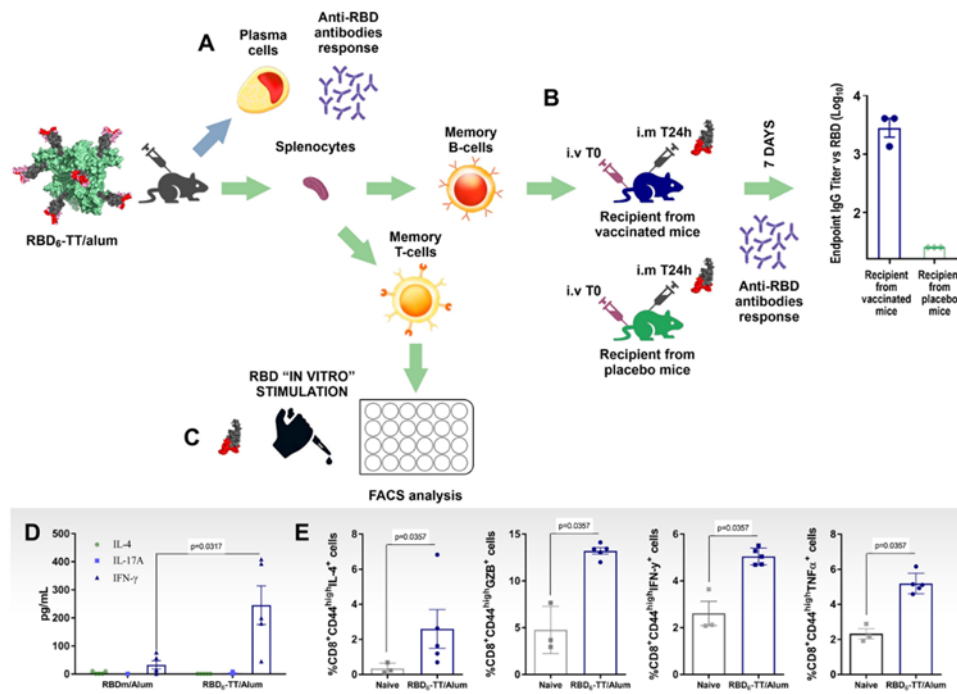 A
Plasma
cells
Anti-RBD
antibodies
response
RBD₆-TT/alum
Splenocytes
Memory
B-cells
Memory
T-cells
B
i.m T24h
i.v T0
Recipient from
vaccinated mice
i.m T24h
i.v T0
Recipient from
placebo mice
7 DAYS
Anti-RBD
antibodies
response
Endpoint IgG Titer vs RBD (Log₁₀)
4
3
2
Recipient
from
vaccinated
mice
Recipient
from
placebo
mice
C
RBD “IN VITRO”
STIMULATION
FACS analysis
D
IL-4
IL-17A
IFN-γ
p=0.0317
pg/mL
500
400
300
200
100
0
RBDm/Alum
RBD₆-TT/Alum
E
%CD8⁺CD44ʰⁱᵍʰIL-4⁺ cells
8
6
4
2
0
p=0.0357
Naive
RBD₆-TT/Alum
%CD8⁺CD44ʰⁱᵍʰGZB⁺ cells
15
10
5
0
p=0.0357
Naive
RBD₆-TT/Alum
%CD8⁺CD44ʰⁱᵍʰIFN-y⁺ cells
6
4
2
0
p=0.0357
Naive
RBD₆-TT/Alum
%CD8⁺CD44ʰⁱᵍʰTNFα⁺ cells
8
6
4
2
0
p=0.0357
Naive
RBD₆-TT/Alum